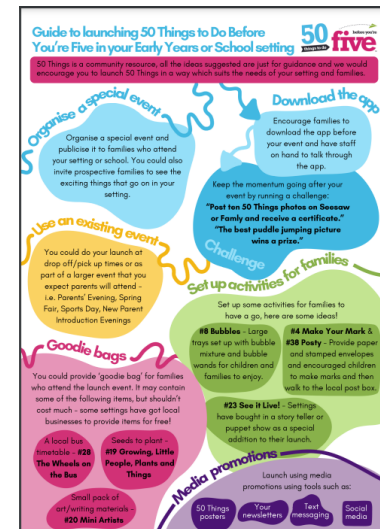 Guide to launching 50 Things to Do Before
You're Five in your Early Years or School setting
50
things to do
before you're
five
50 Things is a community resource, all the ideas suggested are just for guidance and we would
encourage you to launch 50 Things in a way which suits the needs of your setting and families.
Organise a special event
Organise a special event and
publicise it to families who attend
your setting or school. You could also
invite prospective families to see the
exciting things that go on in your
setting.
Download the app
Encourage families to
download the app before
your event and have staff
on hand to talk through
the app.
Keep the momentum going after your
event by running a challenge:
"Post ten 50 Things photos on Seesaw
or Famly and receive a certificate."
"The best puddle jumping picture
wins a prize."
Challenge
Use an existing event
You could do your launch at
drop off/pick up times or as
part of a larger event that you
expect parents will attend -
i.e. Parents' Evening, Spring
Fair, Sports Day, New Parent
Introduction Evenings
Set up activities for families
Set up some activities for families to
have a go, here are some ideas!
#8 Bubbles - Large
trays set up with bubble
mixture and bubble
wands for children and
families to enjoy.
#4 Make Your Mark &
#38 Posty - Provide paper
and stamped envelopes
and encouraged children
to make marks and then
walk to the local post box.
#23 See it Live! - Settings
have bought in a story teller or
puppet show as a special
addition to their launch.
Goodie bags
You could provide 'goodie bag' for families
who attend the launch event. It may contain
some of the following items, but shouldn't
cost much - some settings have got local
businesses to provide items for free!
A local bus
timetable - #28
The Wheels on
the Bus
Seeds to plant -
#19 Growing, Little
People, Plants and
Things
Small pack of
art/writing materials -
#20 Mini Artists
Media promotions
Launch using media
promotions using tools such as:
50 Things
posters
Your
newsletters
Text
messaging
Social
media